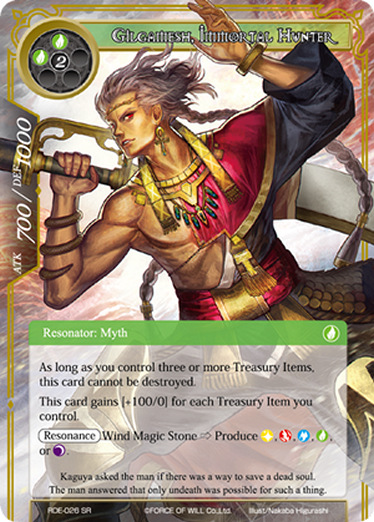 Gilgamesh, Immortal Hunter
2
ATK 700 / DEF 1000
Resonator: Myth
As long as you control three or more Treasury Items,
this card cannot be destroyed.
This card gains [+100/0] for each Treasury Item you
control.
Resonance Wind Magic Stone ⇨ Produce , , , ,
or .
Kaguya asked the man if there was a way to save a dead soul.
The man answered that only undeath was possible for such a thing.
RDE-026 SR ©FORCE OF WILL Co.,Ltd. Illust/Nakaba Higurashi